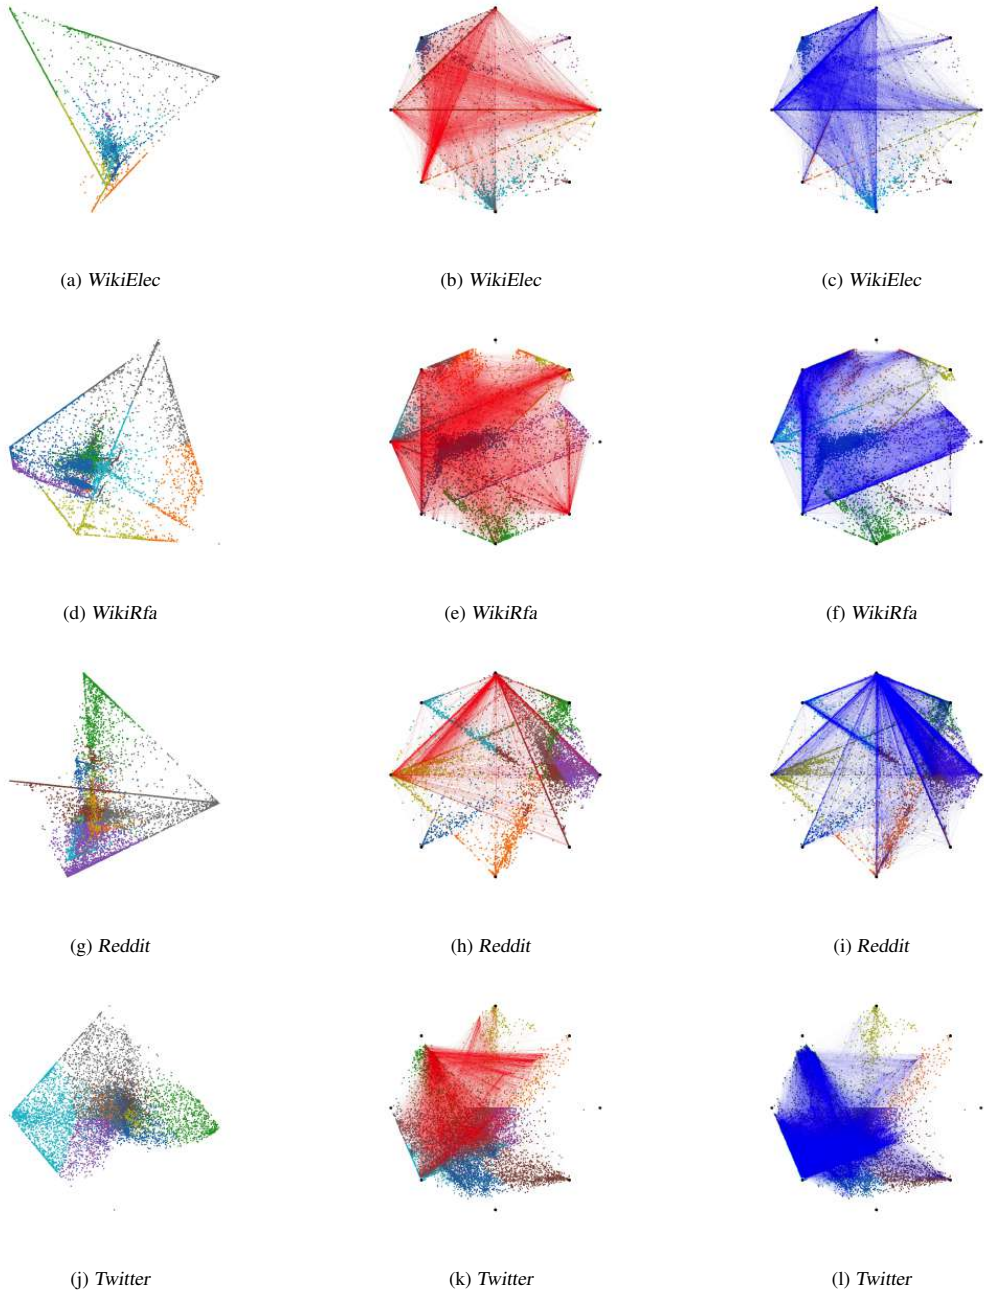 (a) WikiElec (b) WikiElec (c) WikiElec
(d) WikiRfa (e) WikiRfa (f) WikiRfa
(g) Reddit (h) Reddit (i) Reddit
(j) Twitter (k) Twitter (l) Twitter